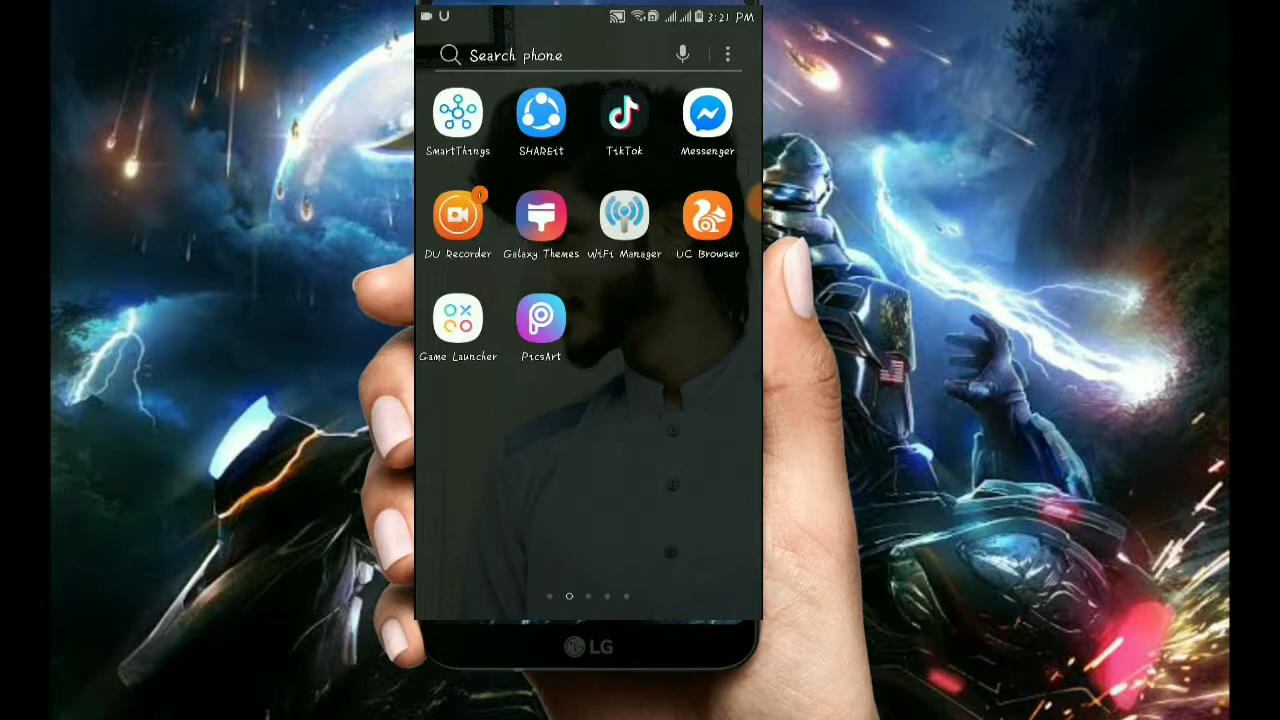 3:21 PM
Search phone
SmartThings SHAREit TikTok Messenger
DU Recorder Galaxy Themes WiFi Manager UC Browser
Game Launcher PicsArt
LG